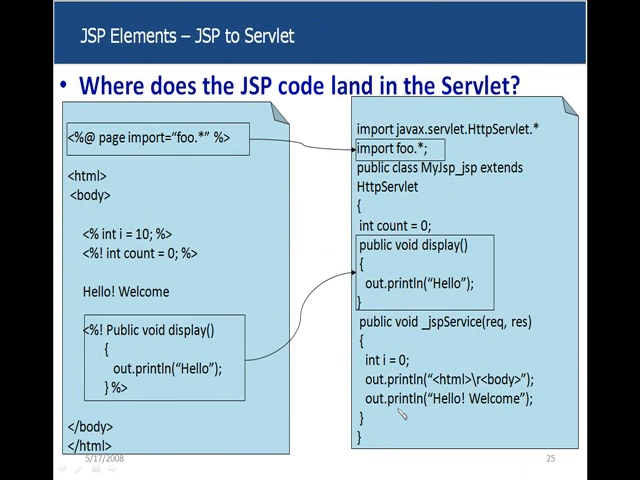 JSP Elements – JSP to Servlet
• Where does the JSP code land in the Servlet?
<%@ page import=“foo.*” %>
<html>
<body>
<% int i = 10; %>
<%! int count = 0; %>
Hello! Welcome
<%! Public void display()
{
out.println(“Hello”);
} %>
</body>
</html>
import javax.servlet.HttpServlet.*
import foo.*;
public class MyJsp_jsp extends
HttpServlet
{
int count = 0;
public void display()
{
out.println(“Hello”);
}
public void _jspService(req, res)
{
int i = 0;
out.println(“<html>\r<body>”);
out.println(“Hello! Welcome”);
}
}
5/17/2008
25